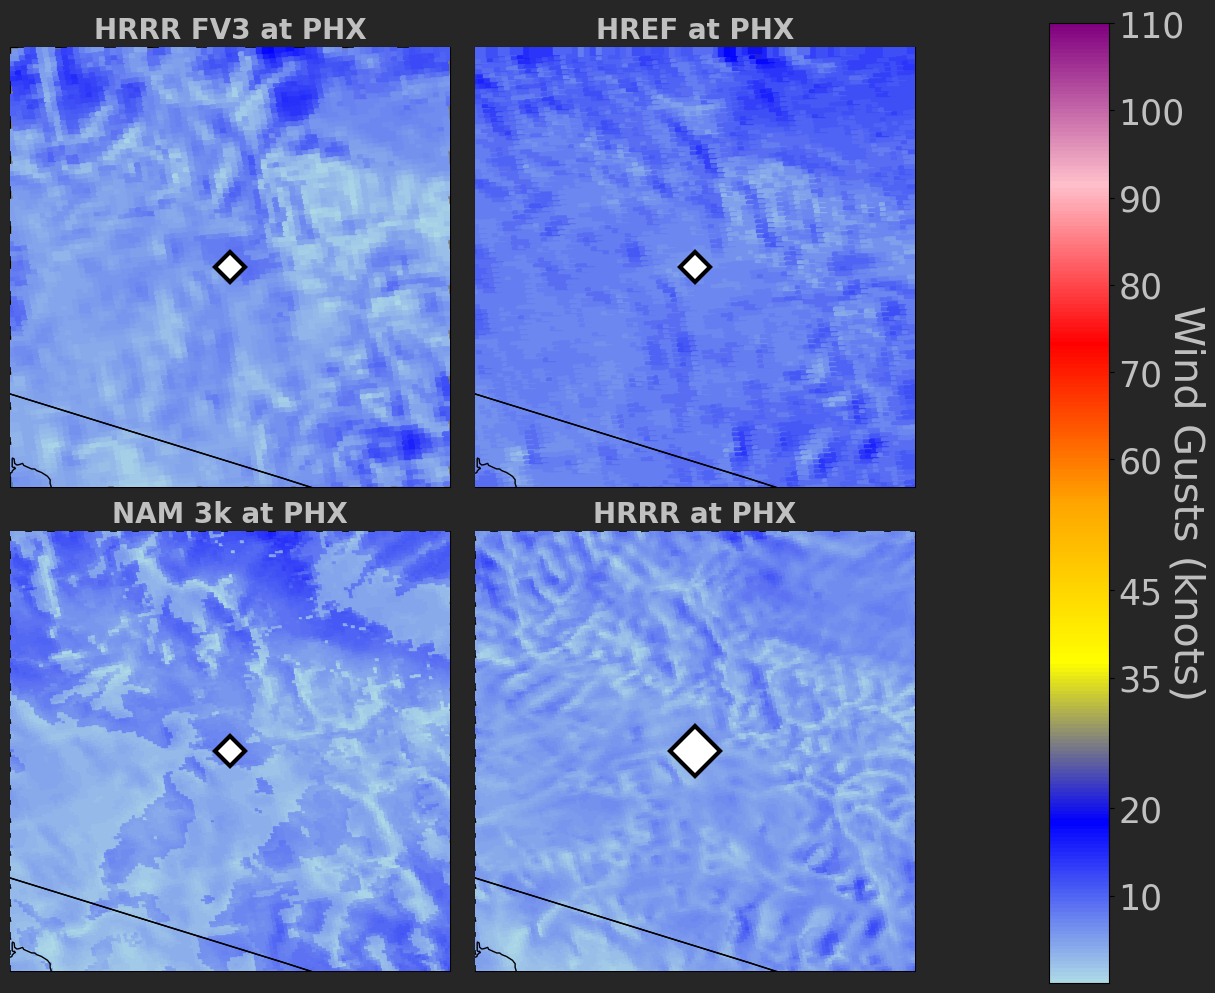 HRRR FV3 at PHX
HREF at PHX
NAM 3k at PHX
HRRR at PHX
110
100
90
80
70
60
45
35
20
10
Wind Gusts (knots)